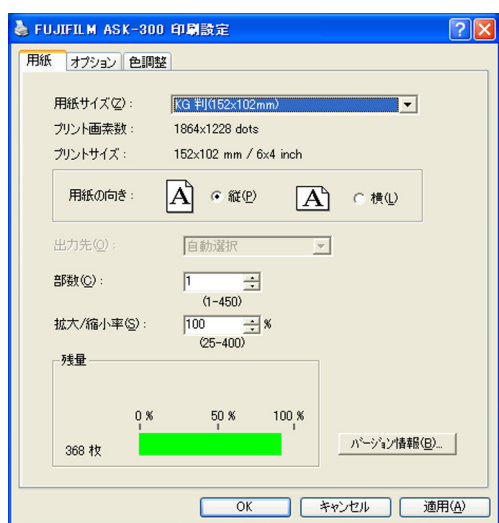 FUJIFILM ASK-300 印刷設定
用紙 オプション 色調整
用紙サイズ(Z): KG 判(152x102mm)
プリント画素数: 1864x1228 dots
プリントサイズ: 152x102 mm / 6x4 inch
用紙の向き: A 縦(P) A 横(L)
出力先(O): 自動選択
部数(C): 1
(1-450)
拡大/縮小率(S): 100 %
(25-400)
残量
0 % 50 % 100 %
368 枚
バージョン情報(B)...
OK キャンセル 適用(A)